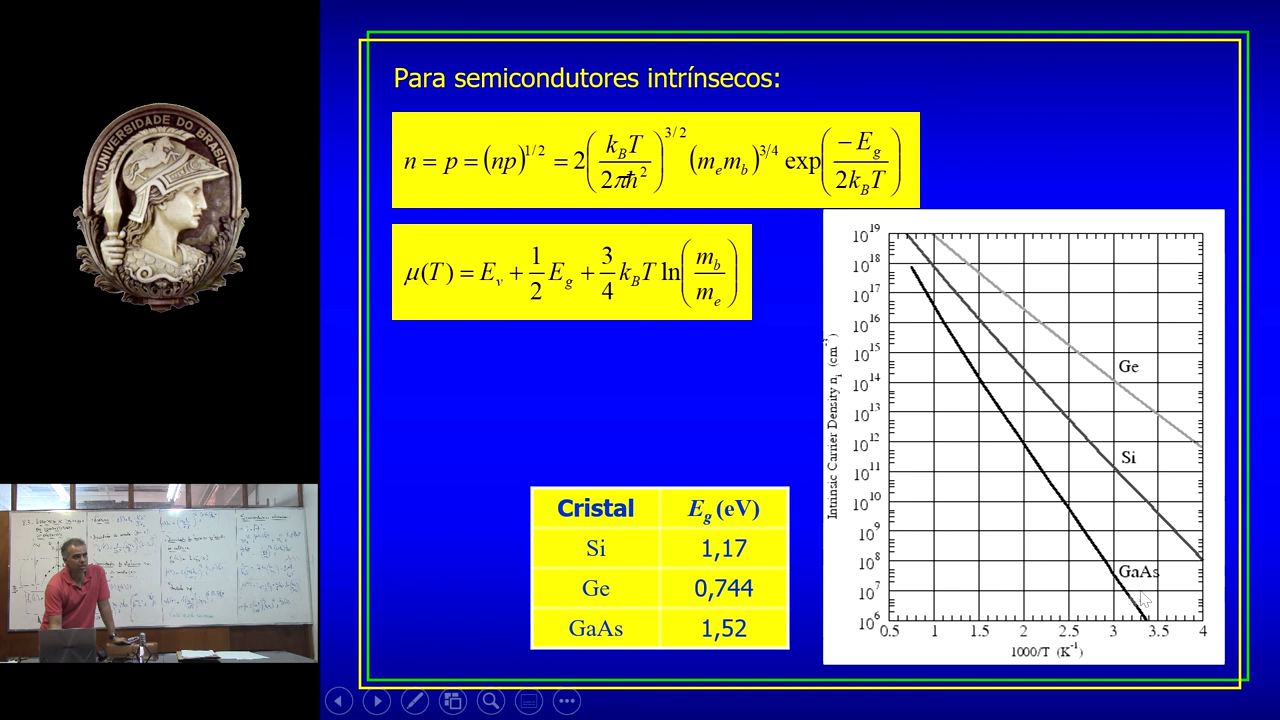 UNIVERSIDADE DO BRASIL
Para semicondutores intrínsecos:
n = p = (np)^{1/2} = 2(k_B T / 2πħ^2)^{3/2} (m_e m_b)^{3/4} exp(−E_g / 2k_B T)
μ(T) = E_v + 1/2 E_g + 3/4 k_B T ln(m_b / m_e)
Cristal E_g (eV)
Si 1,17
Ge 0,744
GaAs 1,52
Intrinsic Carrier Density n_i (cm^-3)
10^19
10^18
10^17
10^16
10^15
10^14
10^13
10^12
10^11
10^10
10^9
10^8
10^7
10^6
Ge
Si
GaAs
0.5 1 1.5 2 2.5 3 3.5 4
1000/T (K^-1)